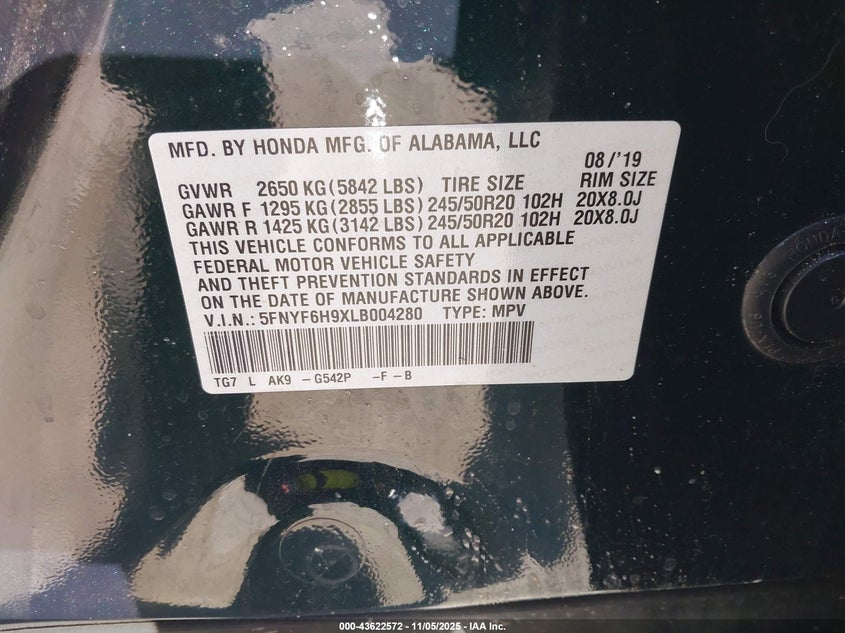 MFD. BY HONDA MFG. OF ALABAMA, LLC
08/'19
GVWR 2650 KG(5842 LBS) TIRE SIZE RIM SIZE
GAWR F 1295 KG(2855 LBS) 245/50R20 102H 20X8.0J
GAWR R 1425 KG(3142 LBS) 245/50R20 102H 20X8.0J
THIS VEHICLE CONFORMS TO ALL APPLICABLE
FEDERAL MOTOR VEHICLE SAFETY
AND THEFT PREVENTION STANDARDS IN EFFECT
ON THE DATE OF MANUFACTURE SHOWN ABOVE.
V.I.N.: 5FNYF6H9XLB004280 TYPE: MPV
TG7 L AK9 -G542P -F-B
000-43622572 - 11/05/2025 - IAA Inc.